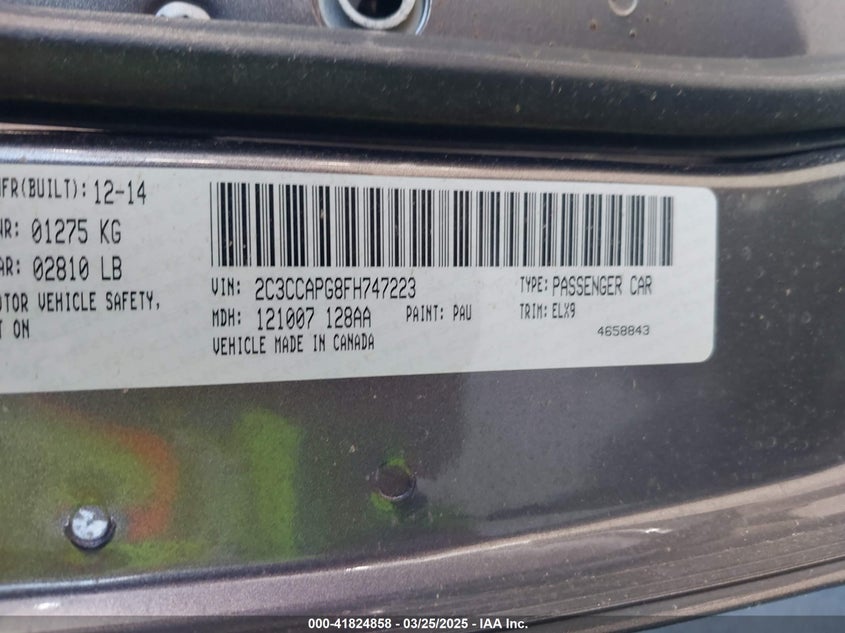 MFR(BUILT): 12-14
WR: 01275 KG
AR: 02810 LB
OTOR VEHICLE SAFETY,
T ON
VIN: 2C3CCAPG8FH747223
TYPE: PASSENGER CAR
MDH: 121007 128AA PAINT: PAU
TRIM: ELX9
VEHICLE MADE IN CANADA
4658843
000-41824858 - 03/25/2025 - IAA Inc.